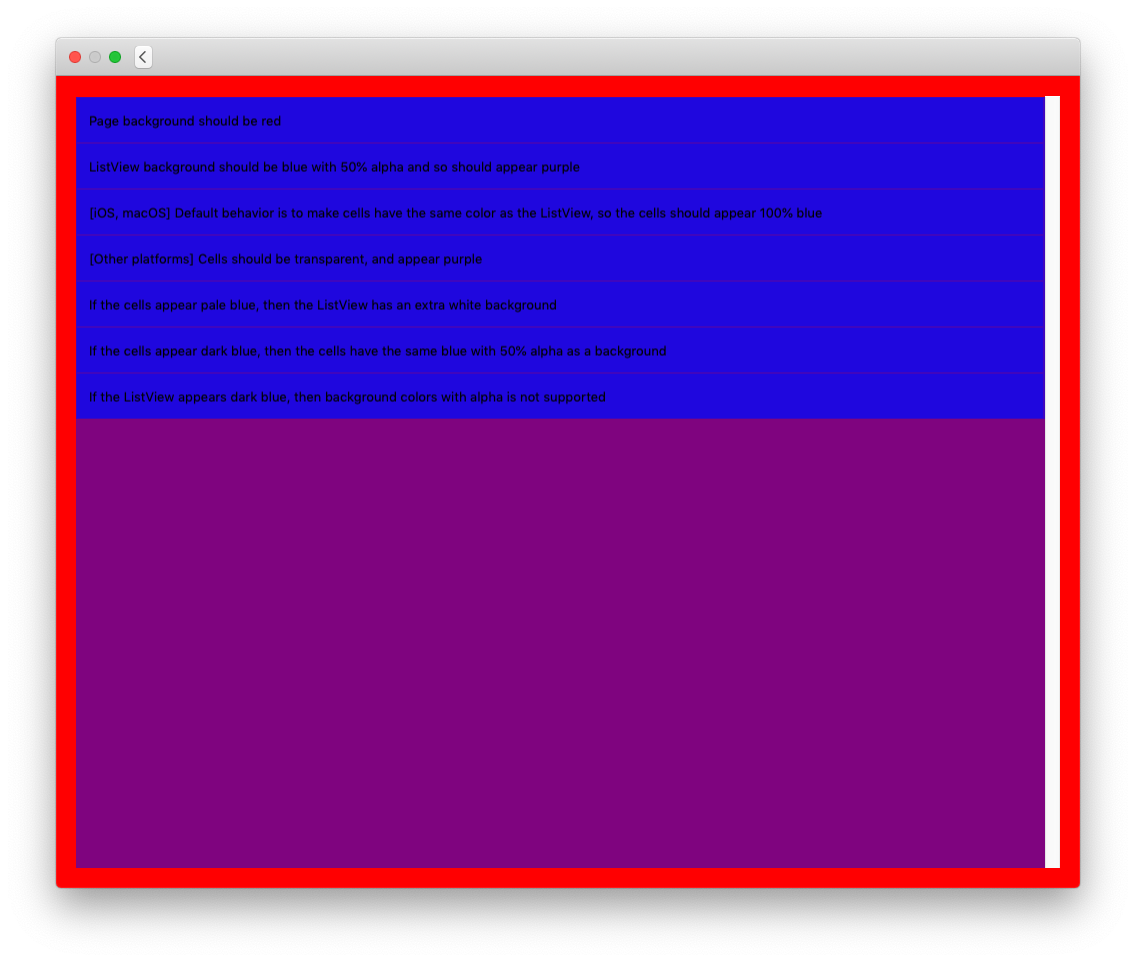 Page background should be red
ListView background should be blue with 50% alpha and so should appear purple
[iOS, macOS] Default behavior is to make cells have the same color as the ListView, so the cells should appear 100% blue
[Other platforms] Cells should be transparent, and appear purple
If the cells appear pale blue, then the ListView has an extra white background
If the cells appear dark blue, then the cells have the same blue with 50% alpha as a background
If the ListView appears dark blue, then background colors with alpha is not supported